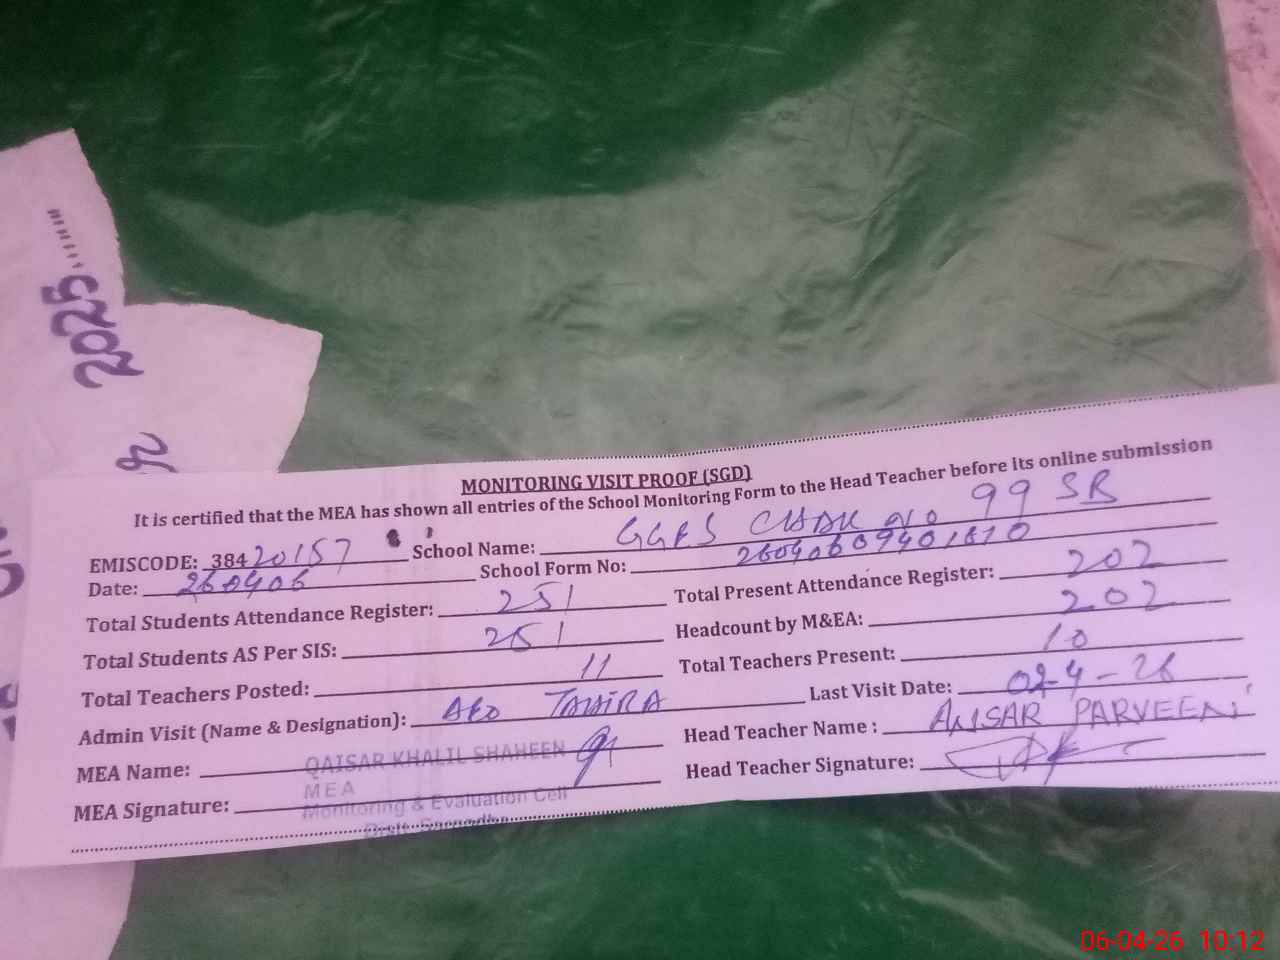 2025
MONITORING VISIT PROOF (SGD)
It is certified that the MEA has shown all entries of the School Monitoring Form to the Head Teacher before its online submission
EMISCODE: 38420157 School Name: GGES CHAK NO 99 SB
Date: 260406 School Form No:
Total Students Attendance Register: 251 Total Present Attendance Register: 202
Total Students AS Per SIS: 251 Headcount by M&EA: 202
Total Teachers Posted: 11 Total Teachers Present: 10
Admin Visit (Name & Designation): AEO TAHIRA Last Visit Date: 02-4-26
MEA Name: QAISAR KHALIL SHAHEEN Head Teacher Name : ANSAR PARVEEN
MEA Signature: MEA Head Teacher Signature:
Monitoring & Evaluation Cell
Distt. Sargodha
06-04-26 10:12